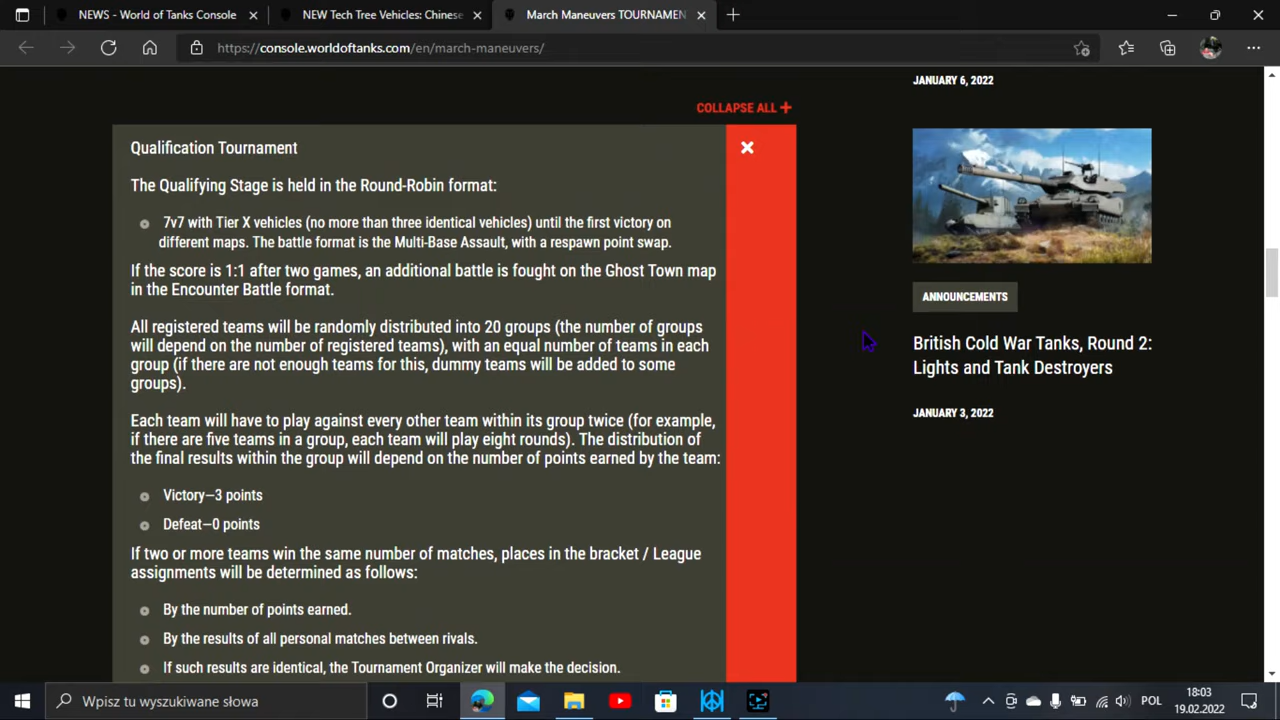 NEWS - World of Tanks Console
NEW Tech Tree Vehicles: Chinese
March Maneuvers TOURNAMEN
https://console.worldoftanks.com/en/march-maneuvers/
JANUARY 6, 2022
COLLAPSE ALL +
Qualification Tournament
The Qualifying Stage is held in the Round-Robin format:
7v7 with Tier X vehicles (no more than three identical vehicles) until the first victory on
different maps. The battle format is the Multi-Base Assault, with a respawn point swap.
If the score is 1:1 after two games, an additional battle is fought on the Ghost Town map
in the Encounter Battle format.
All registered teams will be randomly distributed into 20 groups (the number of groups
will depend on the number of registered teams), with an equal number of teams in each
group (if there are not enough teams for this, dummy teams will be added to some
groups).
Each team will have to play against every other team within its group twice (for example,
if there are five teams in a group, each team will play eight rounds). The distribution of
the final results within the group will depend on the number of points earned by the team:
Victory—3 points
Defeat—0 points
If two or more teams win the same number of matches, places in the bracket / League
assignments will be determined as follows:
By the number of points earned.
By the results of all personal matches between rivals.
If such results are identical, the Tournament Organizer will make the decision.
ANNOUNCEMENTS
British Cold War Tanks, Round 2:
Lights and Tank Destroyers
JANUARY 3, 2022
Wpisz tu wyszukiwane słowa
POL
18:03
19.02.2022